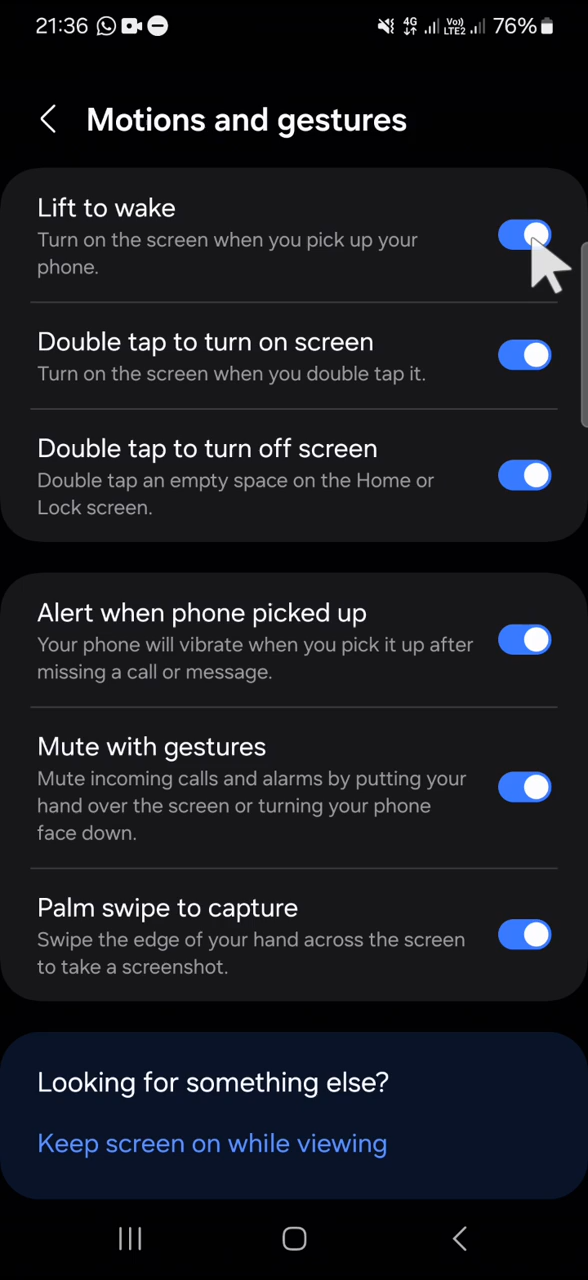 21:36 4G Vo)) LTE2 76%
Motions and gestures
Lift to wake
Turn on the screen when you pick up your
phone.
Double tap to turn on screen
Turn on the screen when you double tap it.
Double tap to turn off screen
Double tap an empty space on the Home or
Lock screen.
Alert when phone picked up
Your phone will vibrate when you pick it up after
missing a call or message.
Mute with gestures
Mute incoming calls and alarms by putting your
hand over the screen or turning your phone
face down.
Palm swipe to capture
Swipe the edge of your hand across the screen
to take a screenshot.
Looking for something else?
Keep screen on while viewing